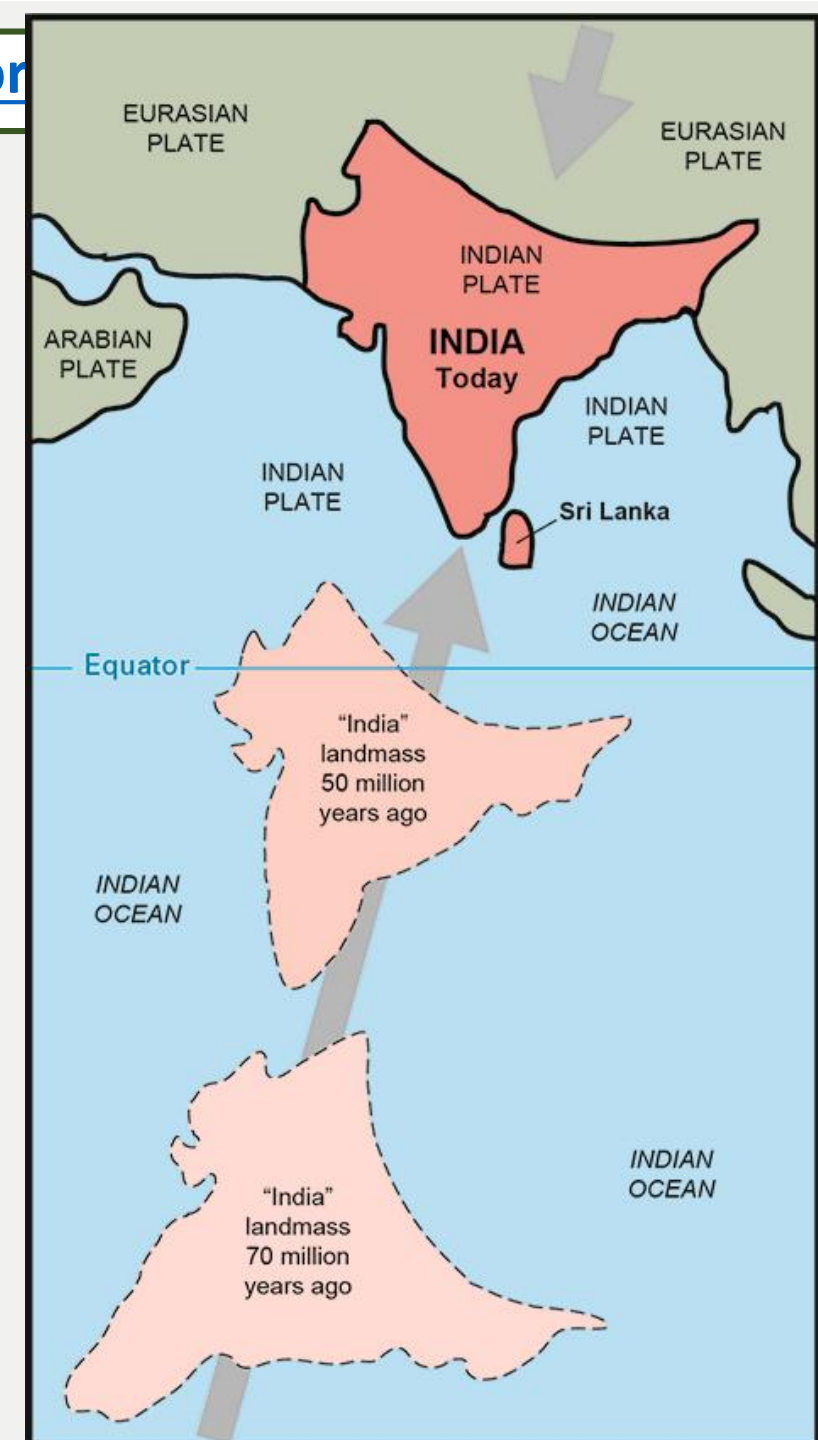 EURASIAN
PLATE
EURASIAN
PLATE
INDIAN
PLATE
ARABIAN
PLATE
INDIA
Today
INDIAN
PLATE
INDIAN
PLATE
Sri Lanka
INDIAN
OCEAN
Equator
“India”
landmass
50 million
years ago
INDIAN
OCEAN
INDIAN
OCEAN
“India”
landmass
70 million
years ago